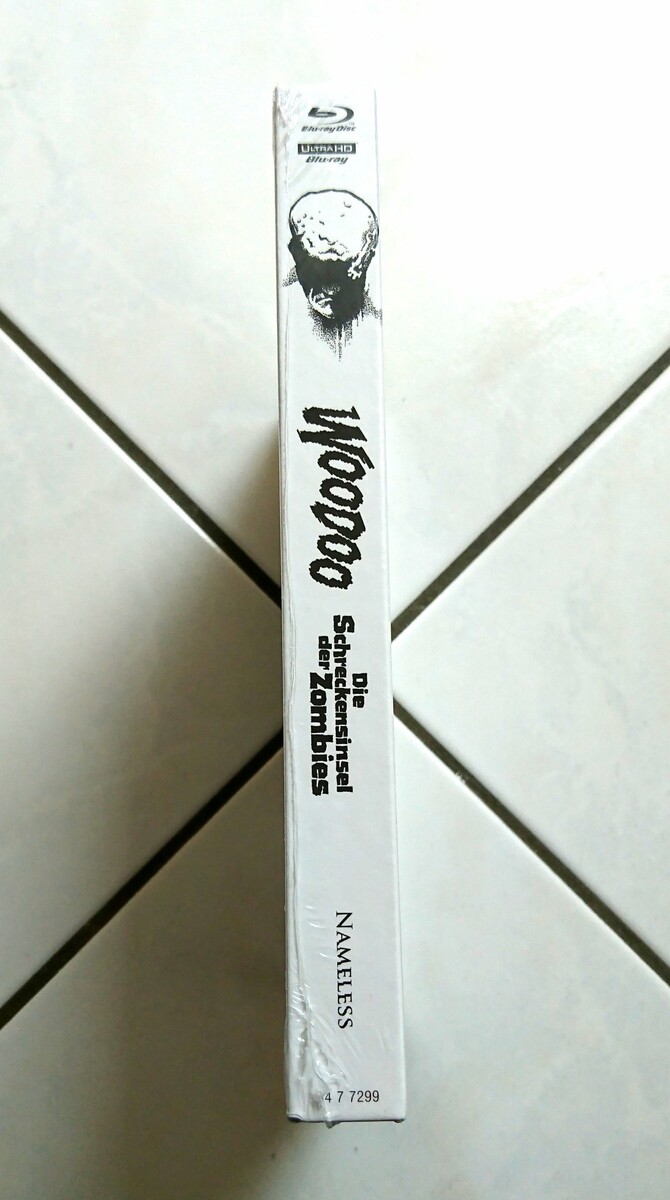 Blu-ray Disc
ULTRA HD
Blu-ray
WOODOO
Die
Schreckensinsel
der Zombies
NAMELESS
4 7 7299